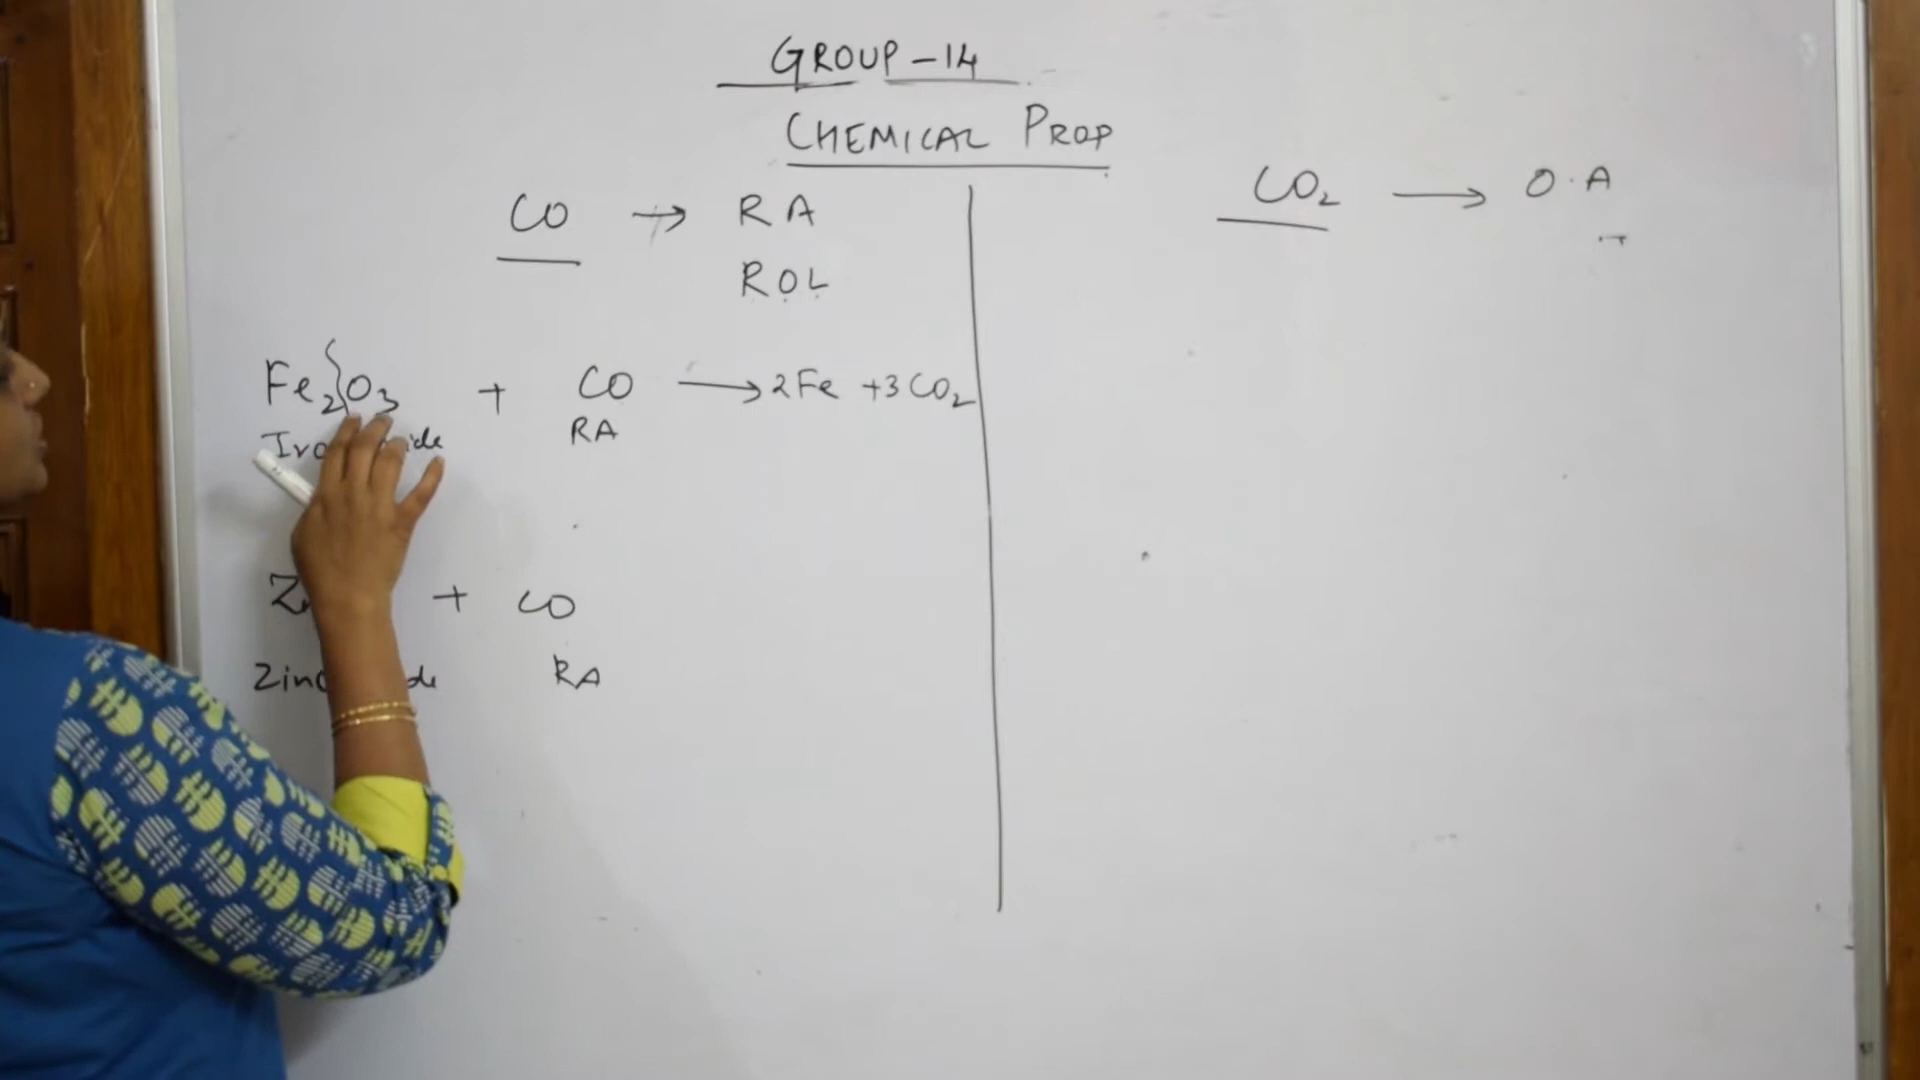 GROUP-14
CHEMICAL PROP
CO → RA
ROL
CO₂ → O.A
Fe₂O₃ + CO → 2Fe +3CO₂
RA
+ CO
RA